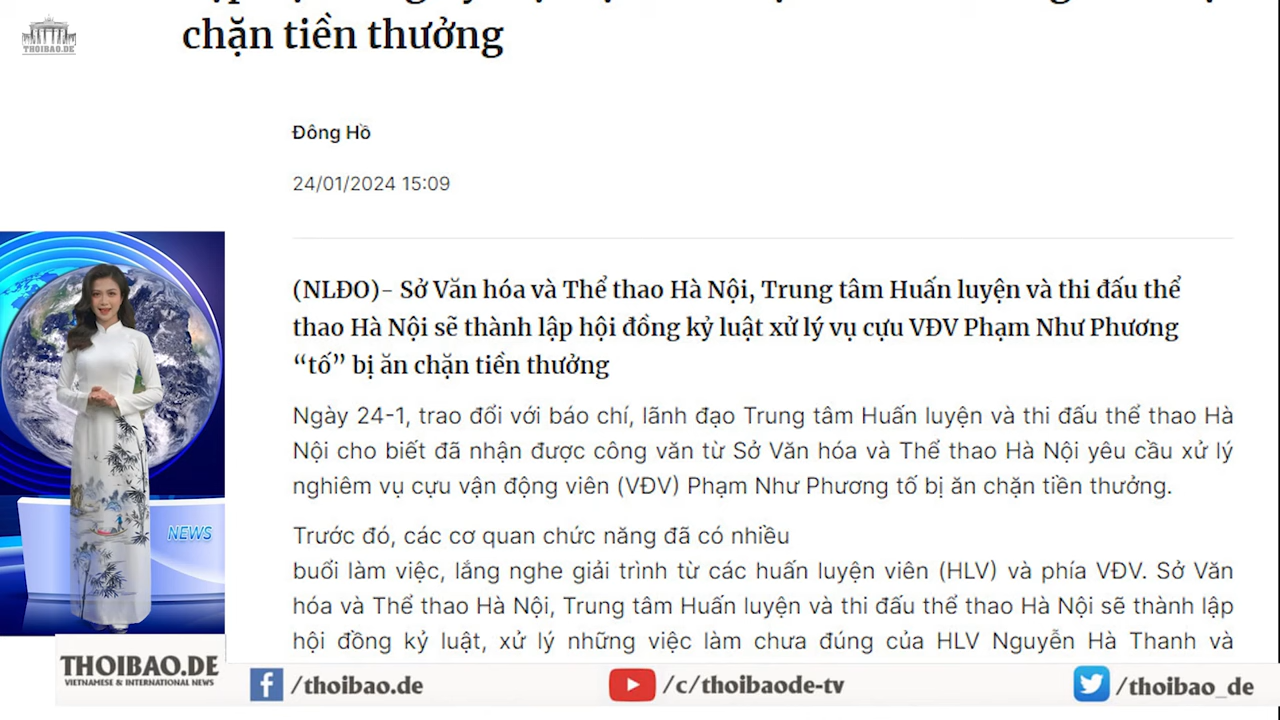 THOIBAO.DE
chặn tiền thưởng
Đông Hồ
24/01/2024 15:09
(NLĐO)- Sở Văn hóa và Thể thao Hà Nội, Trung tâm Huấn luyện và thi đấu thể
thao Hà Nội sẽ thành lập hội đồng kỷ luật xử lý vụ cựu VĐV Phạm Như Phương
“tố” bị ăn chặn tiền thưởng
Ngày 24-1, trao đổi với báo chí, lãnh đạo Trung tâm Huấn luyện và thi đấu thể thao Hà
Nội cho biết đã nhận được công văn từ Sở Văn hóa và Thể thao Hà Nội yêu cầu xử lý
nghiêm vụ cựu vận động viên (VĐV) Phạm Như Phương tố bị ăn chặn tiền thưởng.
Trước đó, các cơ quan chức năng đã có nhiều
buổi làm việc, lắng nghe giải trình từ các huấn luyện viên (HLV) và phía VĐV. Sở Văn
hóa và Thể thao Hà Nội, Trung tâm Huấn luyện và thi đấu thể thao Hà Nội sẽ thành lập
hội đồng kỷ luật, xử lý những việc làm chưa đúng của HLV Nguyễn Hà Thanh và
NEWS
THOIBAO.DE
VIETNAMESE & INTERNATIONAL NEWS
/thoibao.de
/c/thoibaode-tv
/thoibao_de